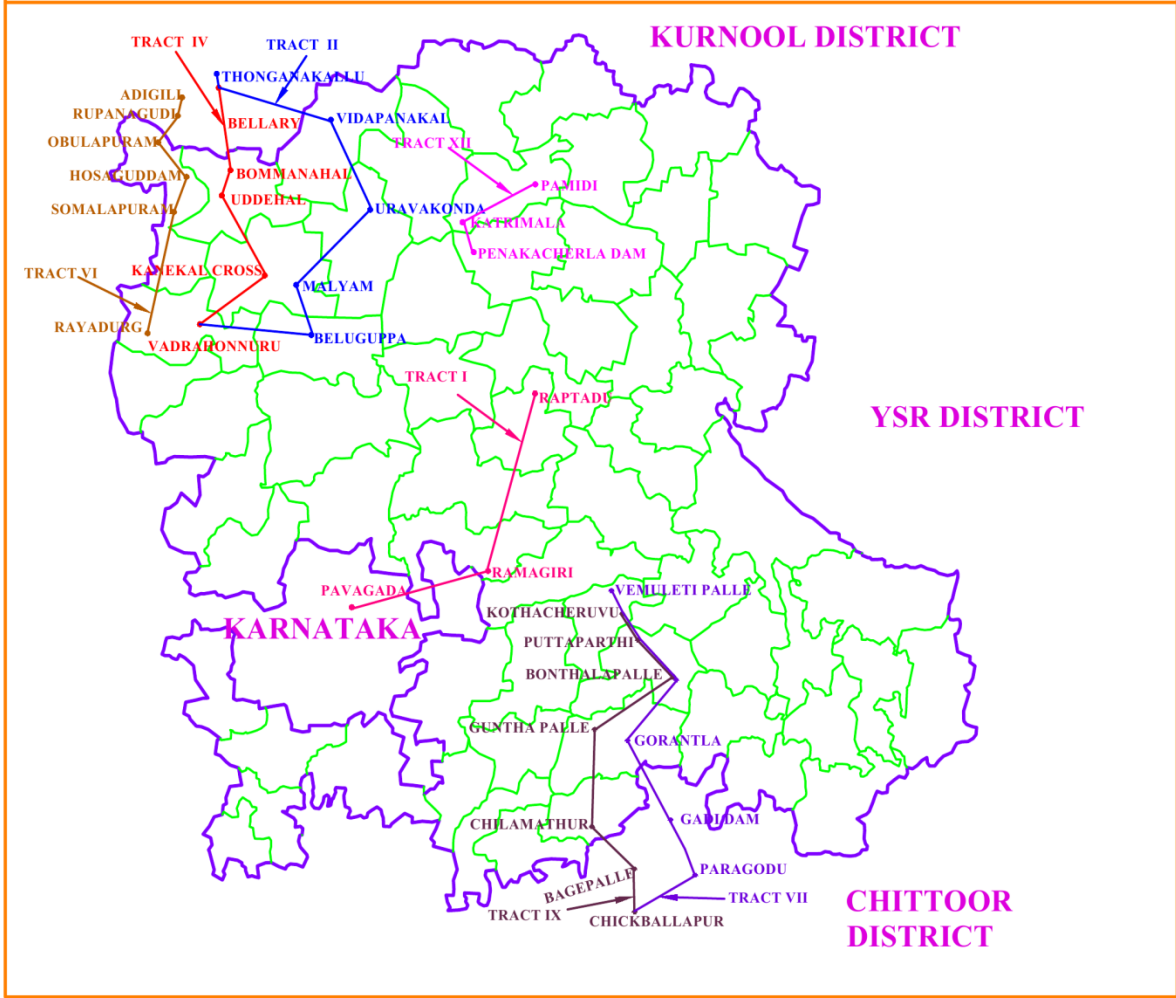 KURNOOL DISTRICT
TRACT IV
TRACT II
THONGANAKALLU
ADIGILI
RUPANAGUDI
BELLARY
VIDAPANAKAL
OBULAPURAM
TRACT XII
HOSAGUDDAM
BOMMANAHAL
PAMIDI
UDDEHAL
SOMALAPURAM
URAVAKONDA
KATRIMALA
PENAKACHERLA DAM
TRACT VI
KANEKAL CROSS
MALYAM
RAYADURG
VADRAHONNURU
BELUGUPPA
TRACT I
RAPTADU
YSR DISTRICT
RAMAGIRI
PAVAGADA
VEMULETI PALLE
KOTHACHERUVU
KARNATAKA
PUTTAPARTHI
BONTHALAPALLE
GUNTHA PALLE
GORANTLA
CHILAMATHUR
GADIDAM
BAGEPALLE
PARAGODU
TRACT VII
TRACT IX
CHICKBALLAPUR
CHITTOOR
DISTRICT